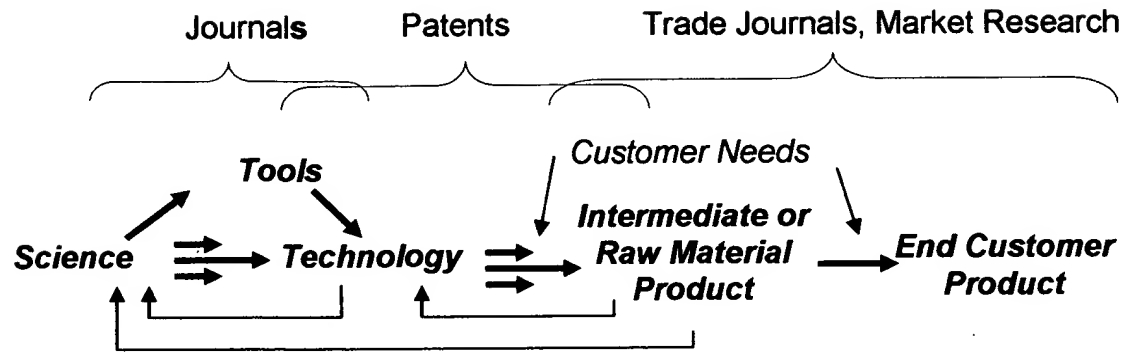 Journals Patents Trade Journals, Market Research
Customer Needs
Tools
Intermediate or
Science Technology Raw Material End Customer
Product Product